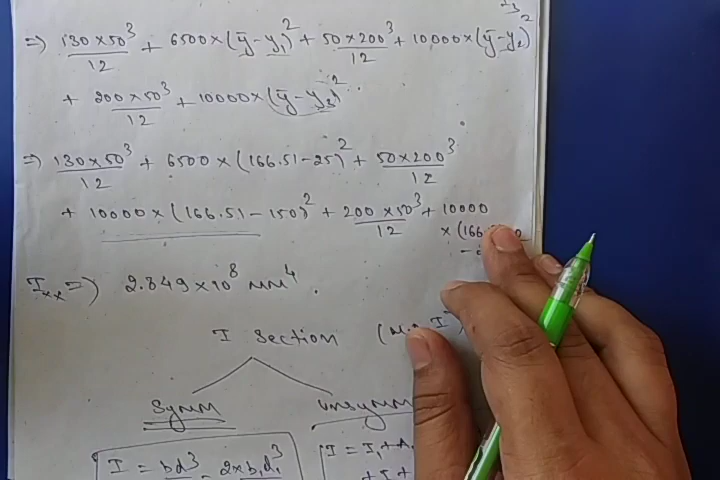 => 130×50³/12 + 6500×(ȳ-y₁)² + 50×200³/12 + 10000×(ȳ-y₂)²
+ 200×50³/12 + 10000×(ȳ-y₃)²
=> 130×50³/12 + 6500×(166.51-25)² + 50×200³/12
+ 10000×(166.51-150)² + 200×50³/12 + 10000
×(166
Ixx => 2.849×10⁸ mm⁴.
I Section
Symm unsymm
I = bd³ - 2×b₁d₁³ I = I₁+A
+I+